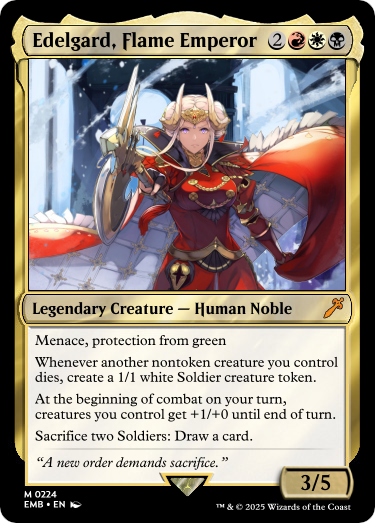 Edelgard, Flame Emperor 2
Legendary Creature — Human Noble
Menace, protection from green
Whenever another nontoken creature you control
dies, create a 1/1 white Soldier creature token.
At the beginning of combat on your turn,
creatures you control get +1/+0 until end of turn.
Sacrifice two Soldiers: Draw a card.
“A new order demands sacrifice.”
3/5
M 0224
EMB • EN
™ & © 2025 Wizards of the Coast